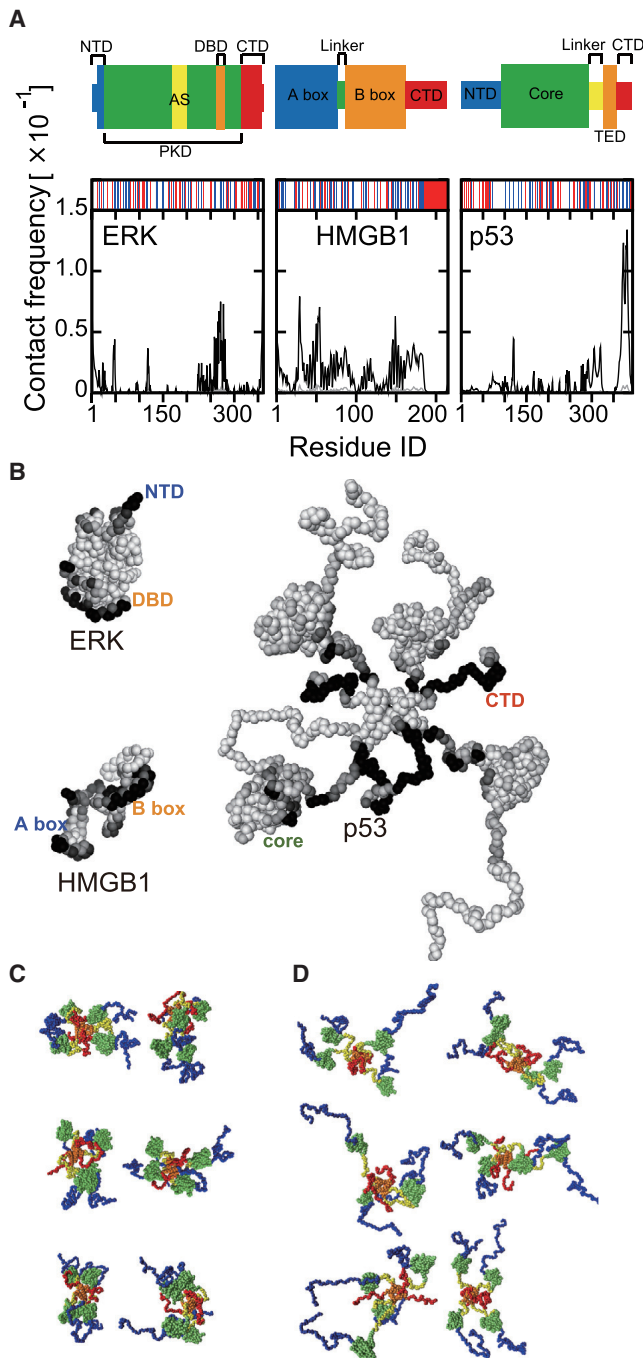 A
NTD DBD CTD Linker Linker CTD
AS A box B box CTD NTD Core
PKD TED
Contact frequency [ ×10⁻¹]
1.5 ERK HMGB1 p53
1.0
0.5
0
1 150 300 1 100 200 1 150 300
Residue ID
B
NTD
DBD
ERK
CTD
A box B box
core p53
HMGB1
C D